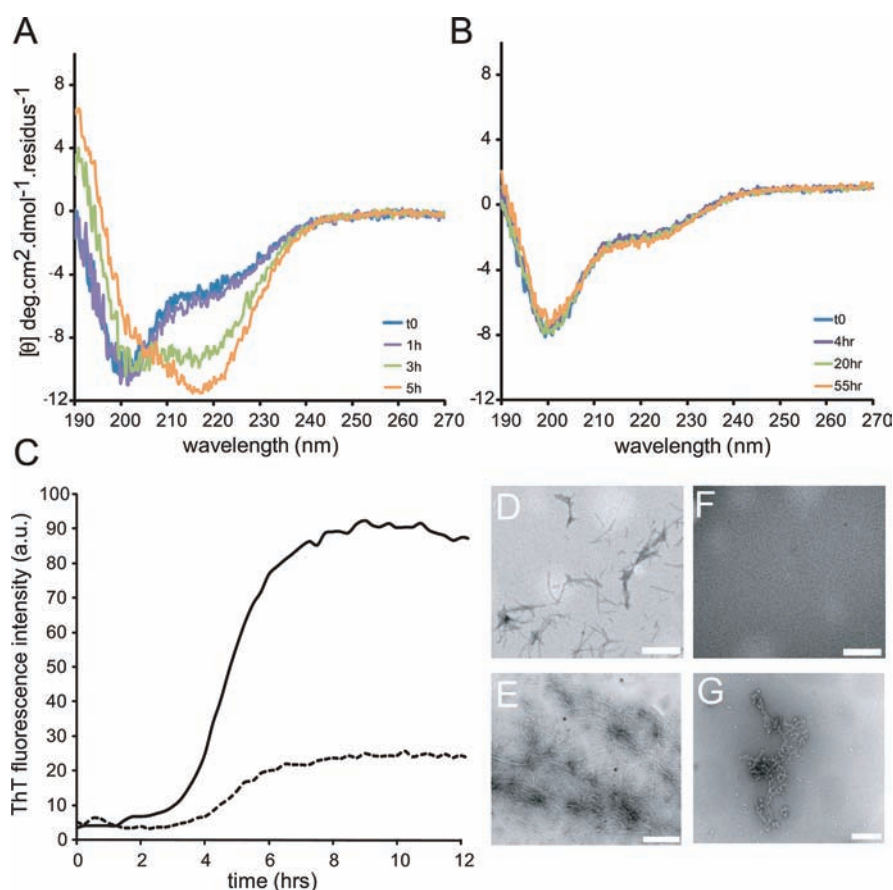 A
B
8
4
0
-4
-8
-12
[θ] deg.cm2.dmol-1.residus-1
t0
1h
3h
5h
190 200 210 220 230 240 250 260 270
wavelength (nm)
8
4
0
-4
-8
-12
t0
4hr
20hr
55hr
190 200 210 220 230 240 250 260 270
wavelength (nm)
C
100
90
80
70
60
50
40
30
20
10
0
ThT fluorescence intensity (a.u.)
0 2 4 6 8 10 12
time (hrs)
D
F
E
G